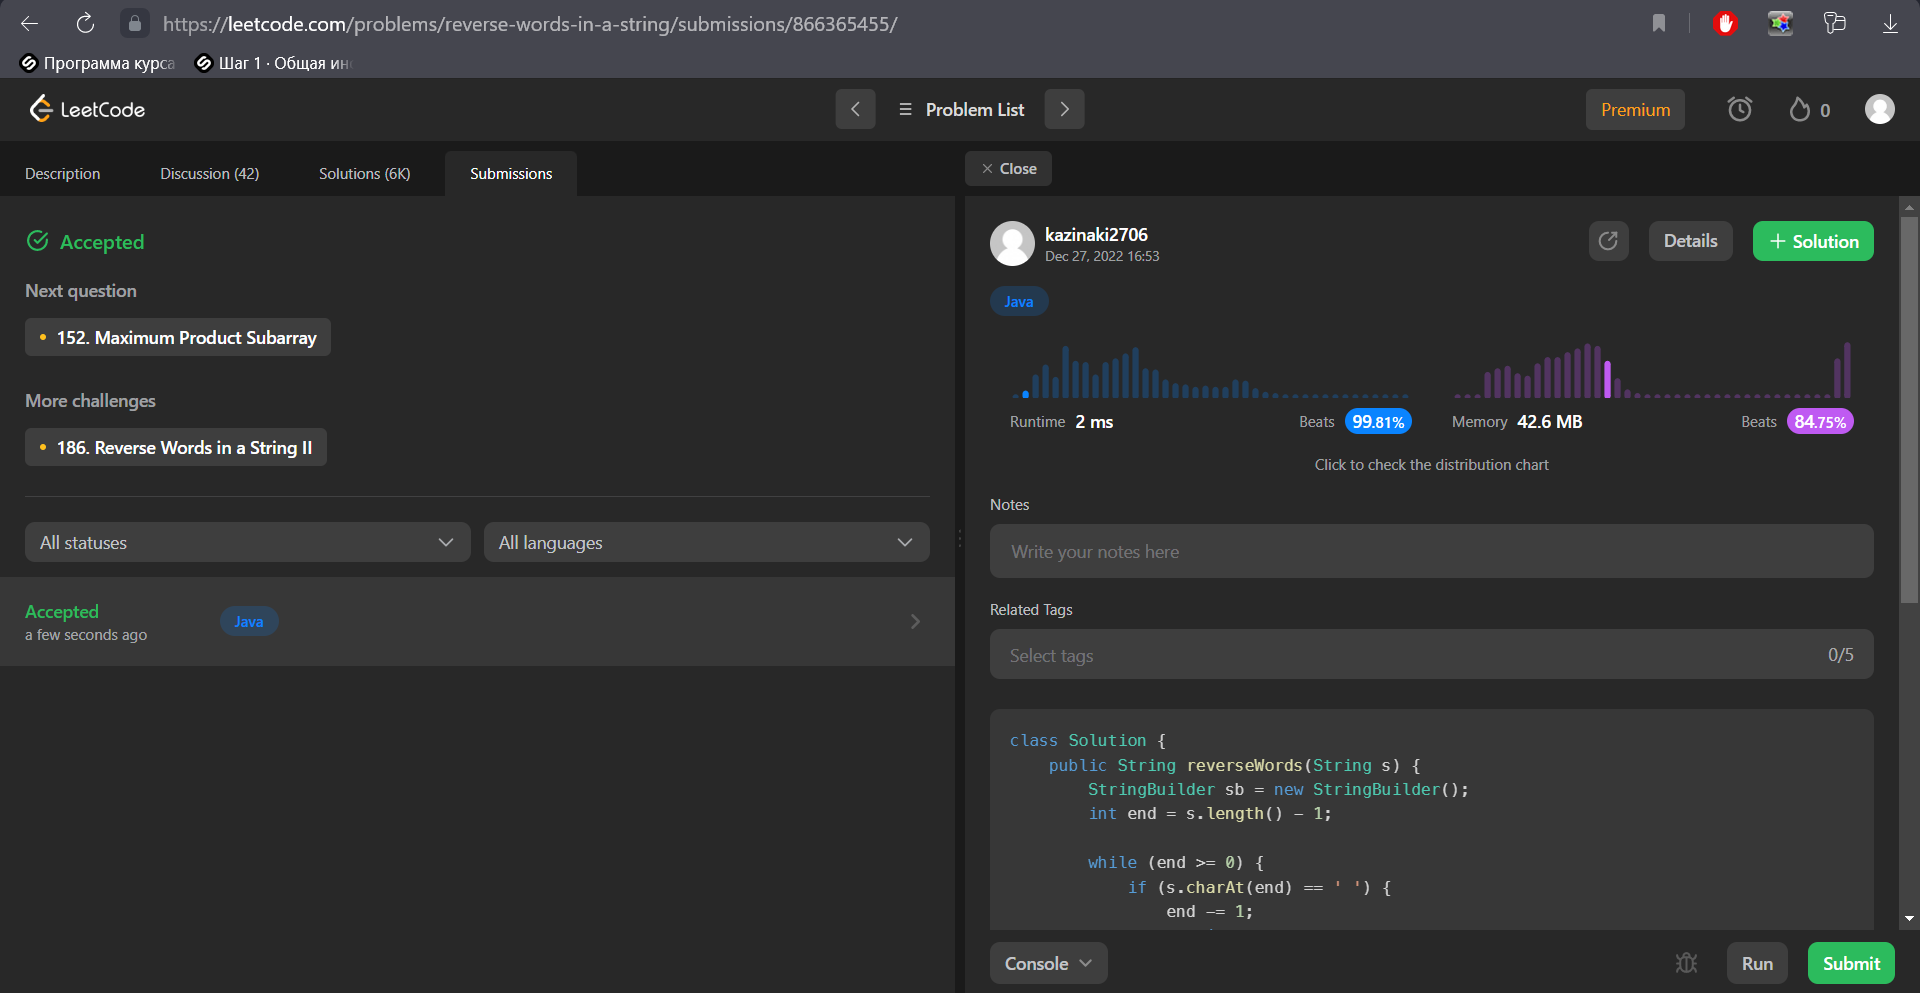 https://leetcode.com/problems/reverse-words-in-a-string/submissions/866365455/
Программа курса
Шаг 1 · Общая ин
LeetCode
Problem List
Premium
0
Description
Discussion (42)
Solutions (6K)
Submissions
Close
Accepted
Next question
152. Maximum Product Subarray
More challenges
186. Reverse Words in a String II
All statuses
All languages
Accepted
Java
a few seconds ago
kazinaki2706
Dec 27, 2022 16:53
Details
+ Solution
Java
Runtime 2 ms
Beats 99.81%
Memory 42.6 MB
Beats 84.75%
Click to check the distribution chart
Notes
Write your notes here
Related Tags
Select tags
0/5
class Solution {
    public String reverseWords(String s) {
        StringBuilder sb = new StringBuilder();
        int end = s.length() - 1;
        while (end >= 0) {
            if (s.charAt(end) == ' ') {
                end -= 1;
Console
Run
Submit